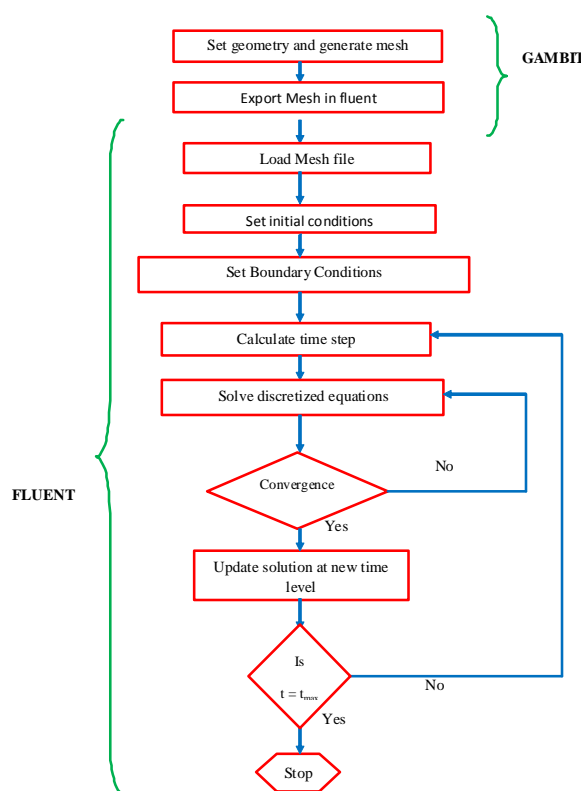 Set geometry and generate mesh
GAMBIT
Export Mesh in fluent
Load Mesh file
Set initial conditions
Set Boundary Conditions
Calculate time step
Solve discretized equations
No
Convergence
FLUENT
Yes
Update solution at new time
level
Is
t = tmax
No
Yes
Stop